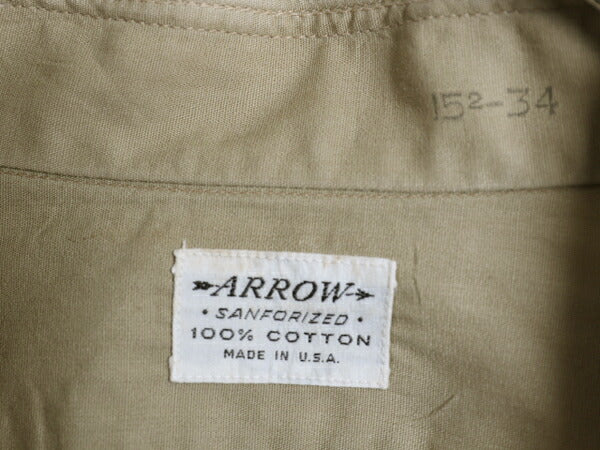 15²-34
ARROW
• SANFORIZED •
100% COTTON
MADE IN U.S.A.